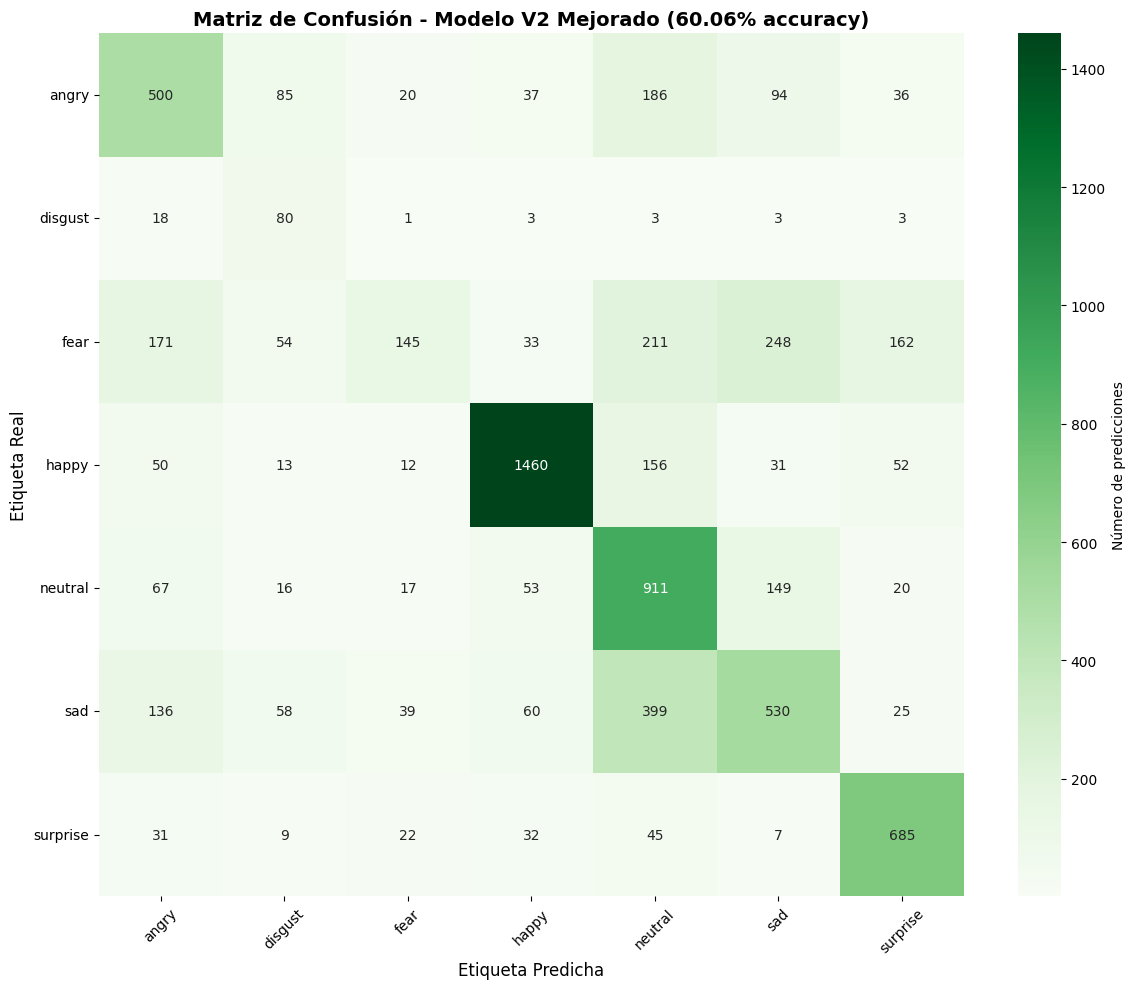 Matriz de Confusión - Modelo V2 Mejorado (60.06% accuracy)
angry 500 85 20 37 186 94 36
disgust 18 80 1 3 3 3 3
fear 171 54 145 33 211 248 162
happy 50 13 12 1460 156 31 52
neutral 67 16 17 53 911 149 20
sad 136 58 39 60 399 530 25
surprise 31 9 22 32 45 7 685
angry disgust fear happy neutral sad surprise
Etiqueta Predicha
Etiqueta Real
1400
1200
1000
800
600
400
200
Número de predicciones